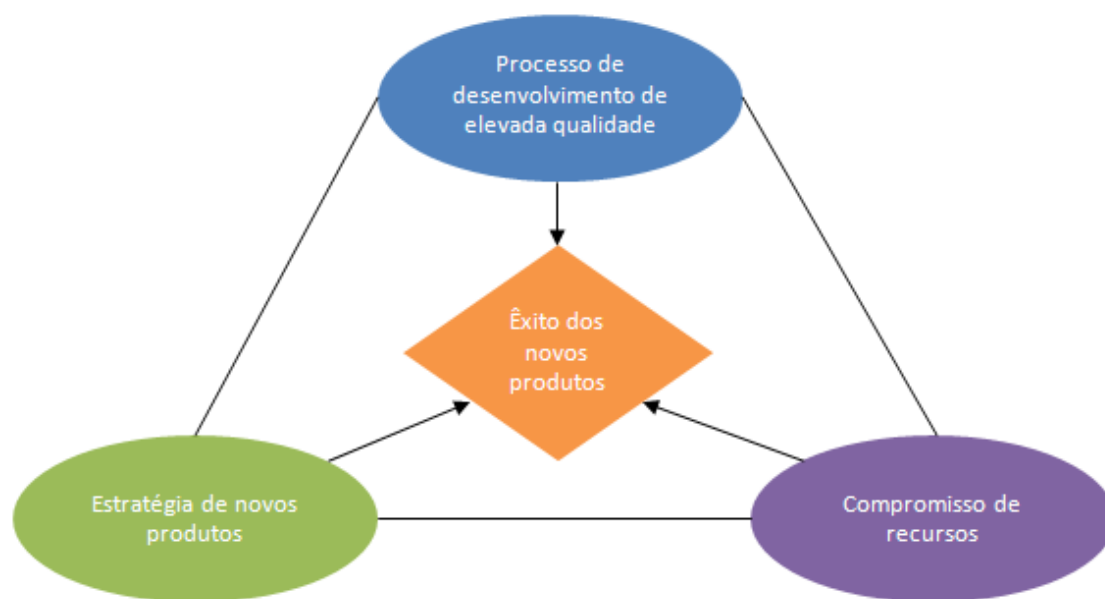 Processo de
desenvolvimento de
elevada qualidade
Êxito dos
novos
produtos
Estratégia de novos
produtos
Compromisso de
recursos